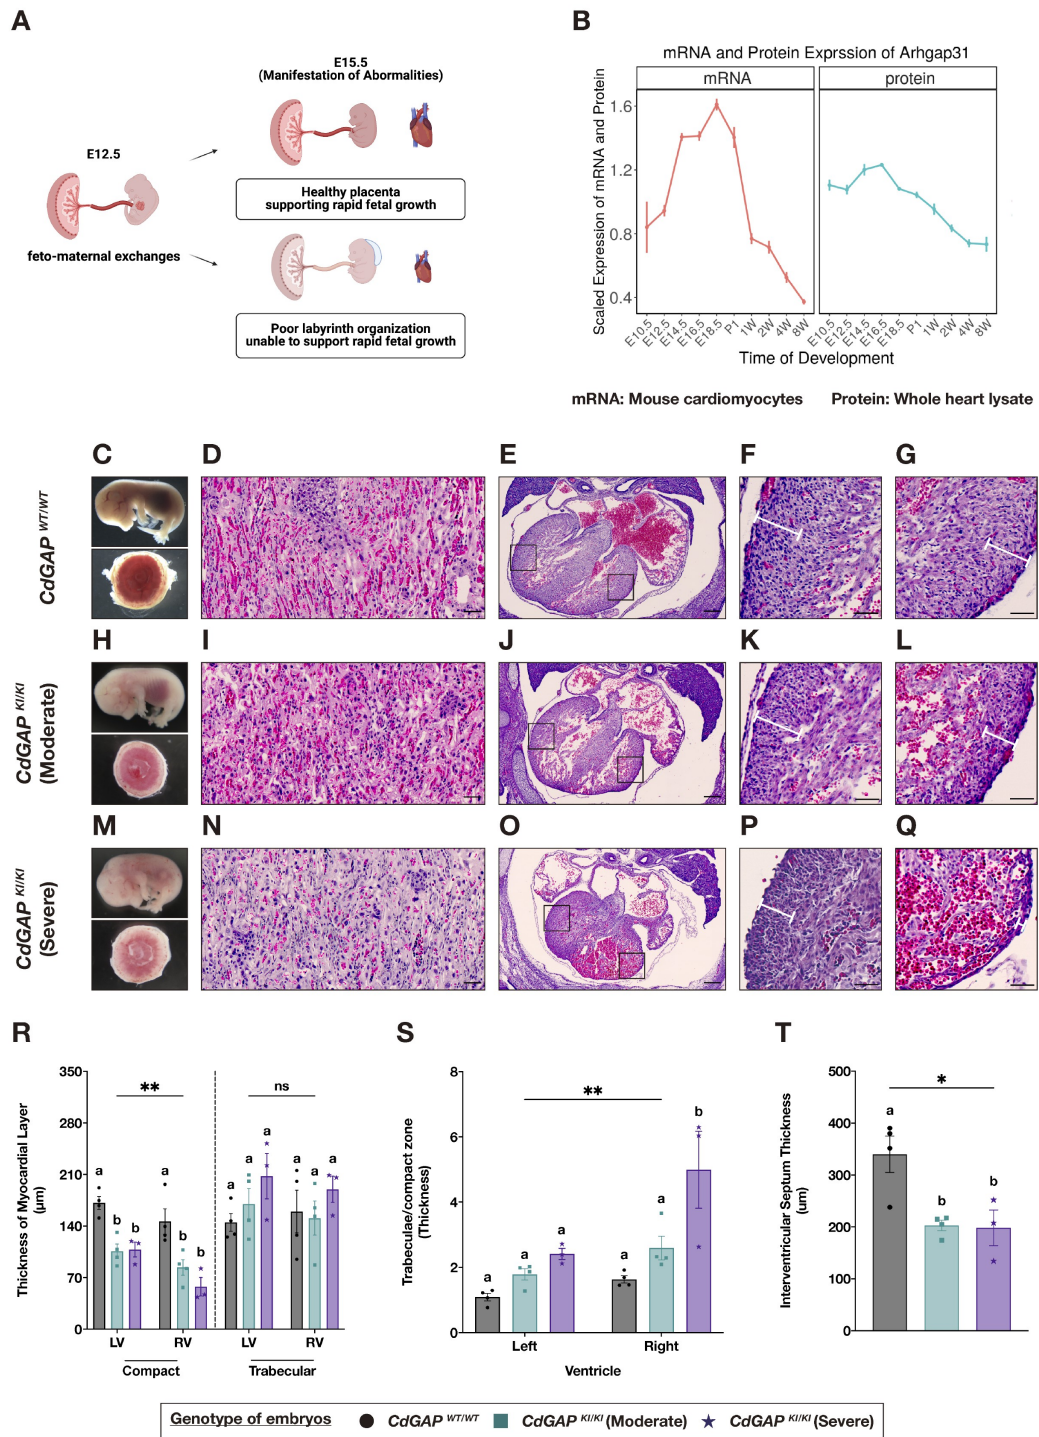 A
E12.5
feto-maternal exchanges
E15.5
(Manifestation of Abormalities)
Healthy placenta
supporting rapid fetal growth
Poor labyrinth organization
unable to support rapid fetal growth
B
mRNA and Protein Exprssion of Arhgap31
mRNA
protein
Scaled Expression of mRNA and Protein
1.6
1.2
0.8
0.4
E10.5 E12.5 E14.5 E16.5 E18.5 P1 1W 2W 4W 8W
E10.5 E12.5 E14.5 E16.5 E18.5 P1 1W 2W 4W 8W
Time of Development
mRNA: Mouse cardiomyocytes Protein: Whole heart lysate
C D E F G
CdGAP WT/WT
H I J K L
CdGAP KI/KI
(Moderate)
M N O P Q
CdGAP KI/KI
(Severe)
R
Thickness of Myocardial Layer
(µm)
350
280
210
140
70
0
**
ns
a b b a b b a a a a a a
LV RV LV RV
Compact Trabecular
S
Trabeculae/compact zone
(Thickness)
8
6
4
2
0
**
a a a a a b
Left Right
Ventricle
T
Interventricular Septum Thickness
(um)
500
400
300
200
100
0
*
a b b
Genotype of embryos CdGAP WT/WT CdGAP KI/KI (Moderate) CdGAP KI/KI (Severe)